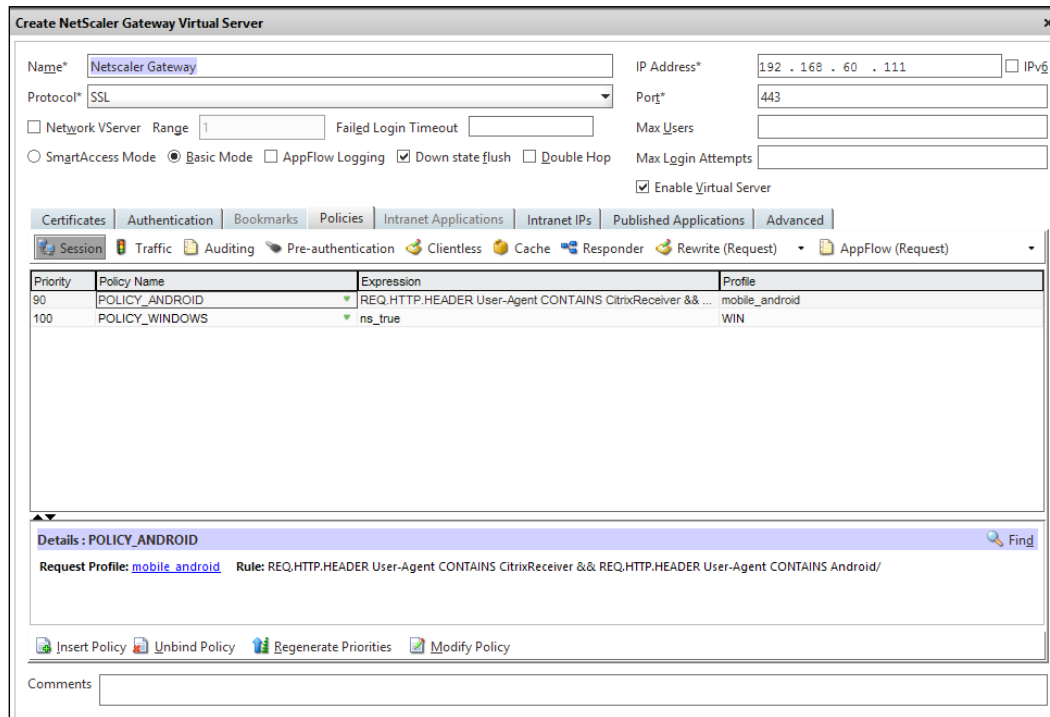 Create NetScaler Gateway Virtual Server x
Name* Netscaler Gateway IP Address* 192 . 168 . 60 . 111 IPv6
Protocol* SSL Port* 443
Network VServer Range 1 Failed Login Timeout Max Users
SmartAccess Mode Basic Mode AppFlow Logging Down state flush Double Hop Max Login Attempts
Enable Virtual Server
Certificates Authentication Bookmarks Policies Intranet Applications Intranet IPs Published Applications Advanced
Session Traffic Auditing Pre-authentication Clientless Cache Responder Rewrite (Request) AppFlow (Request)
Priority Policy Name Expression Profile
90 POLICY_ANDROID REQ.HTTP.HEADER User-Agent CONTAINS CitrixReceiver && ... mobile_android
100 POLICY_WINDOWS ns_true WIN
Details : POLICY_ANDROID Find
Request Profile: mobile_android Rule: REQ.HTTP.HEADER User-Agent CONTAINS CitrixReceiver && REQ.HTTP.HEADER User-Agent CONTAINS Android/
Insert Policy Unbind Policy Regenerate Priorities Modify Policy
Comments